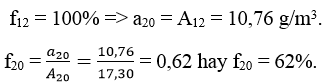 f₁₂ = 100% => a₂₀ = A₁₂ = 10,76 g/m³.
f₂₀ = a₂₀/A₂₀ = 10,76/17,30 = 0,62 hay f₂₀ = 62%.